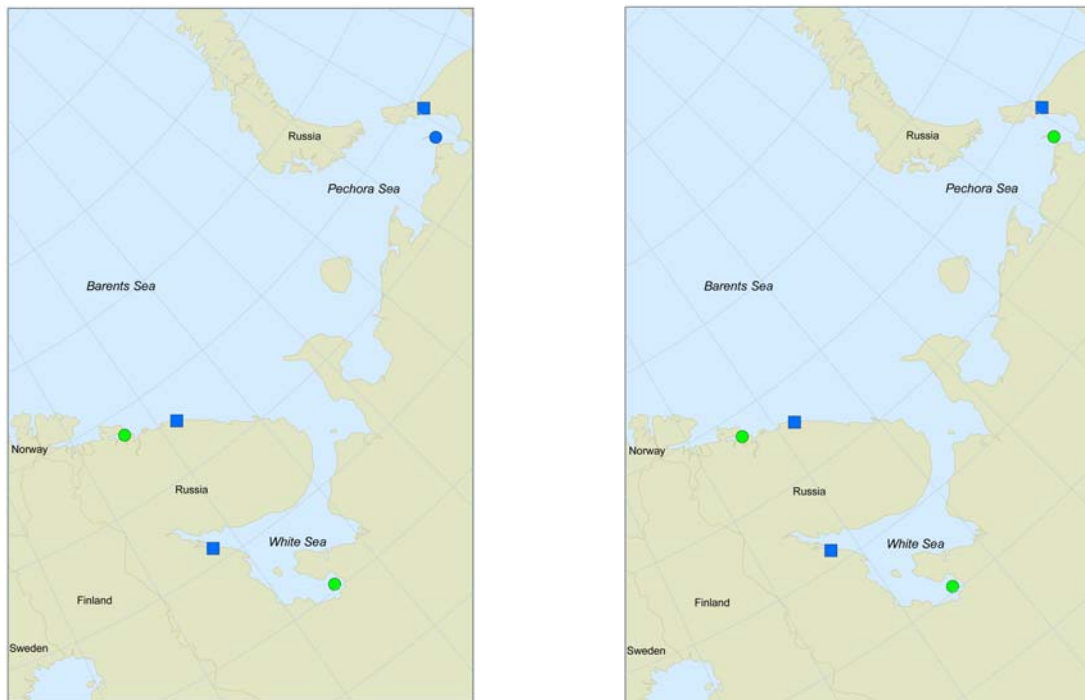 Russia
Pechora Sea
Barents Sea
Norway
Russia
White Sea
Finland
Sweden
Russia
Pechora Sea
Barents Sea
Norway
Russia
White Sea
Finland
Sweden